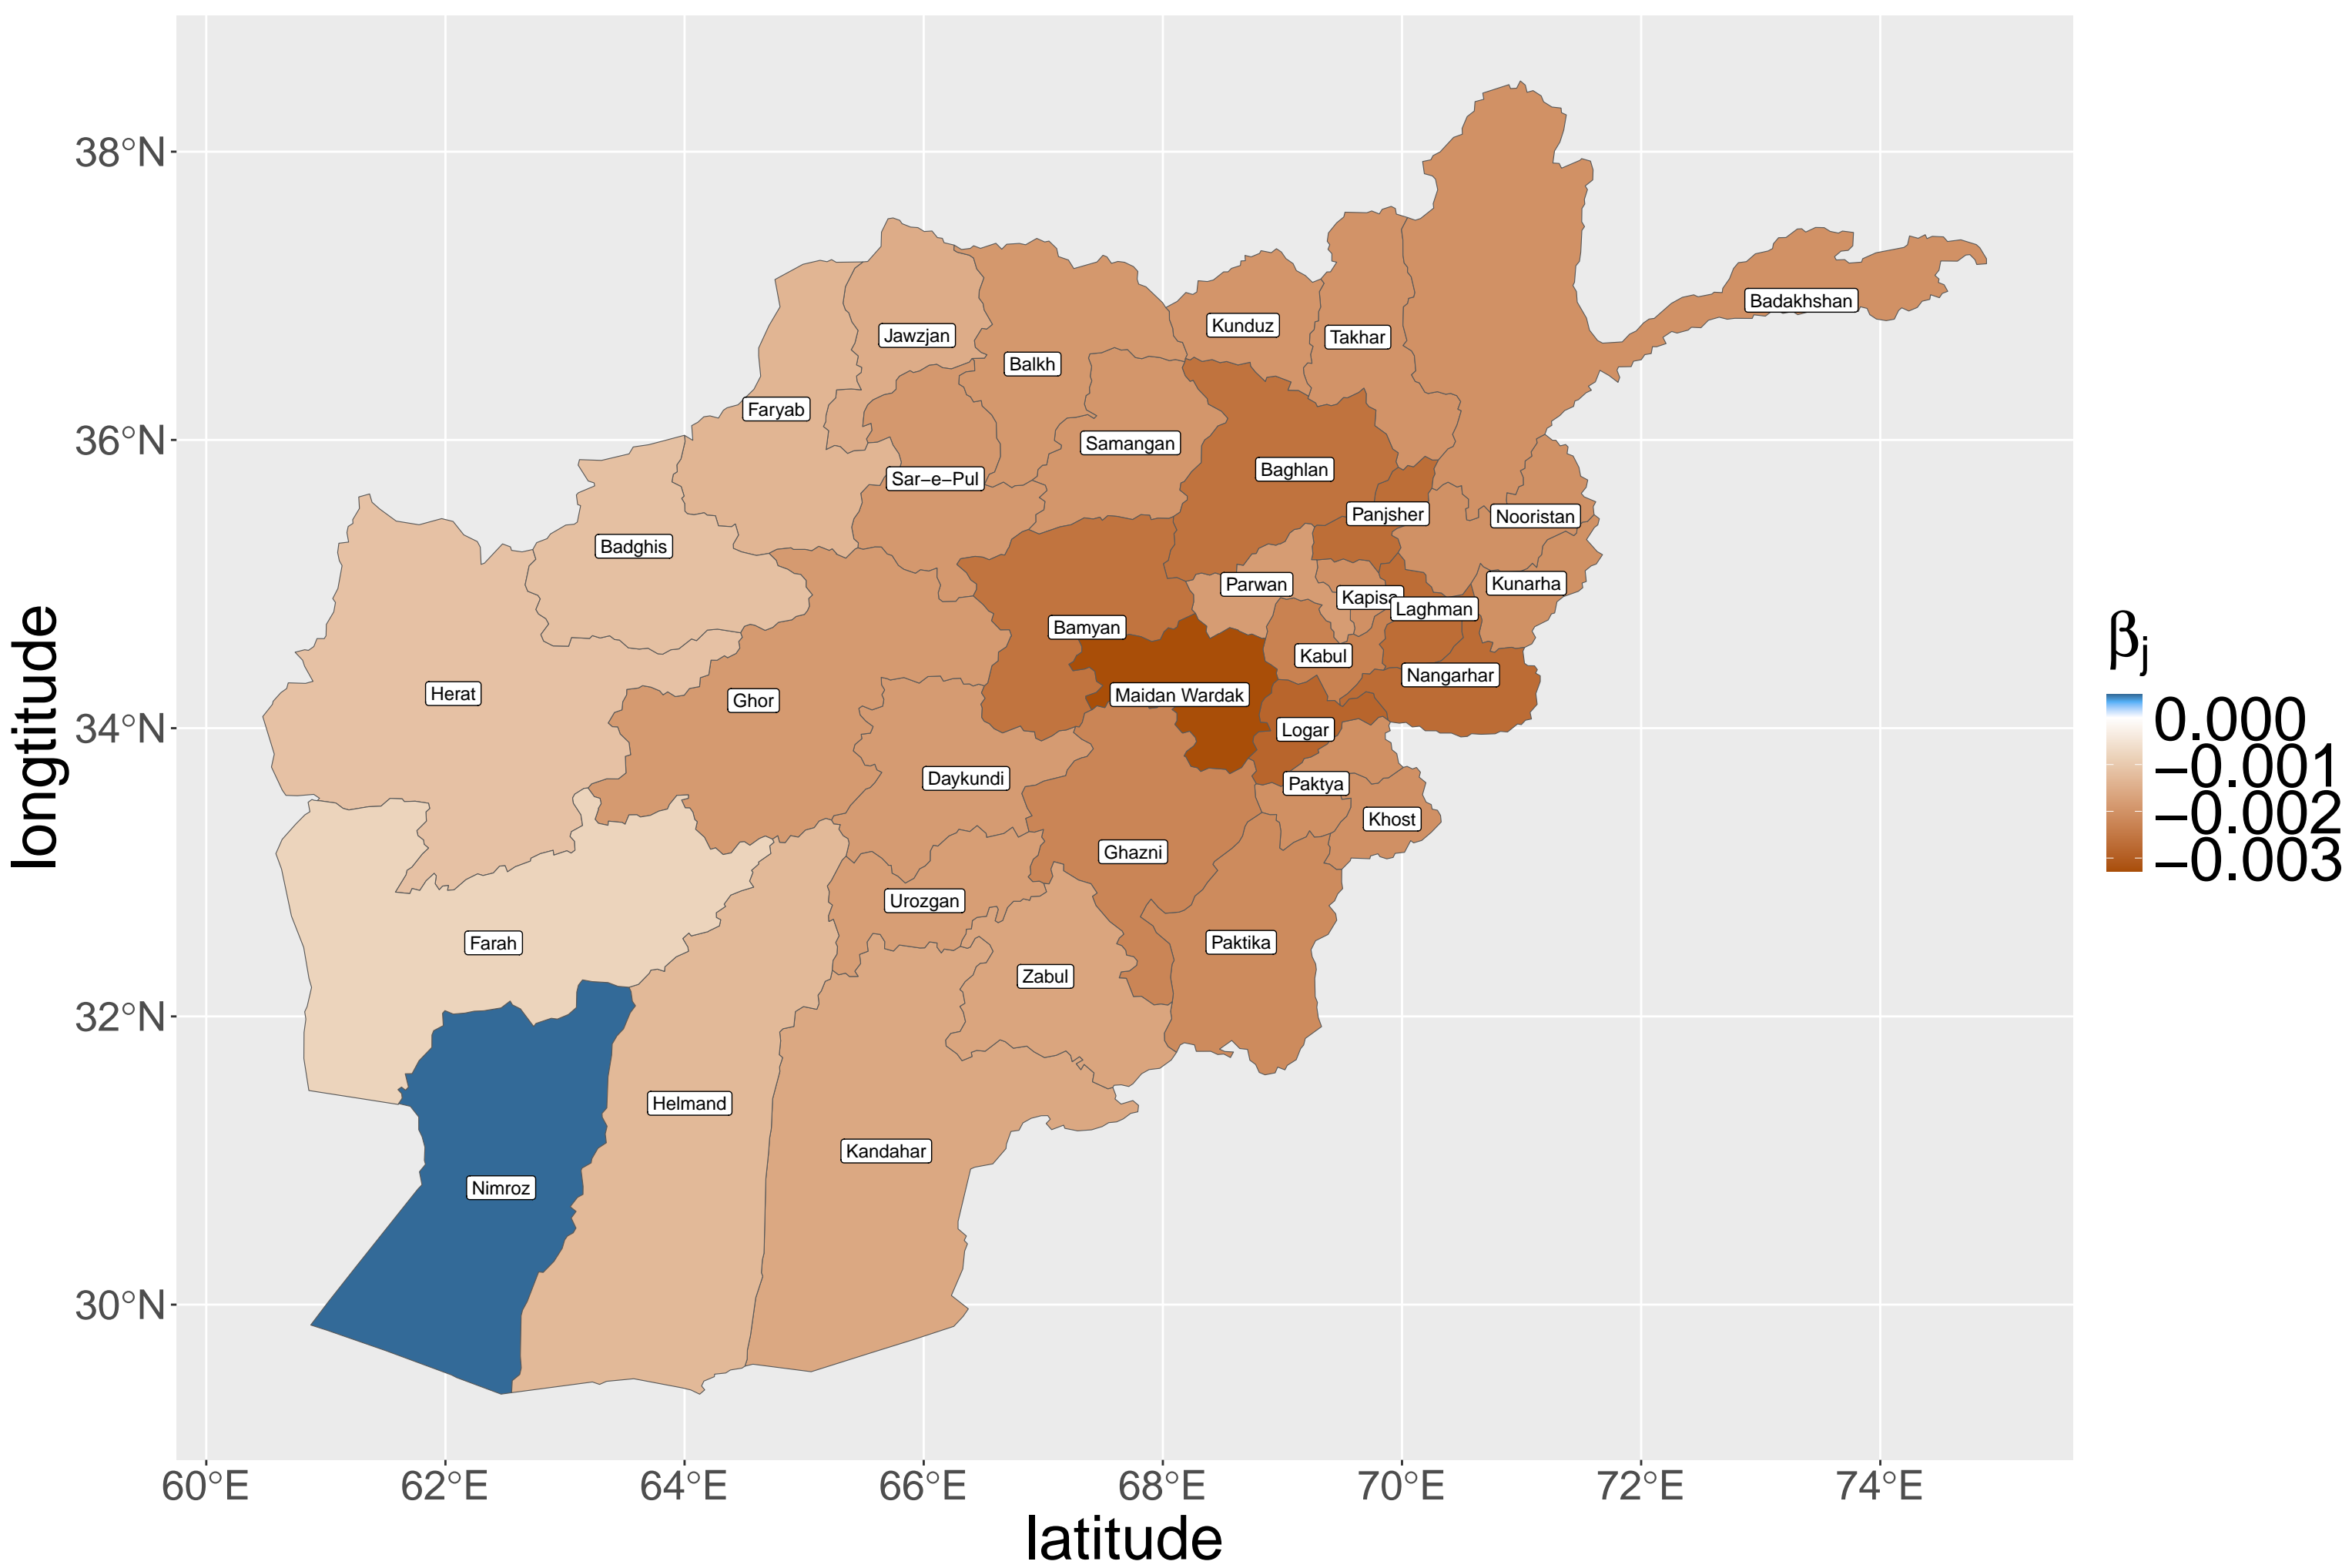 38°N
36°N
34°N
32°N
30°N
longtitude
60°E
62°E
64°E
66°E
68°E
70°E
72°E
74°E
latitude
Badakhshan
Kunduz
Takhar
Jawzjan
Balkh
Faryab
Samangan
Baghlan
Sar−e−Pul
Panjsher
Nooristan
Badghis
Parwan
Kapisa
Kunarha
Laghman
Bamyan
Kabul
Nangarhar
Herat
Ghor
Maidan Wardak
Logar
Daykundi
Paktya
Khost
Ghazni
Urozgan
Farah
Paktika
Zabul
Helmand
Kandahar
Nimroz
βj
0.000
−0.001
−0.002
−0.003